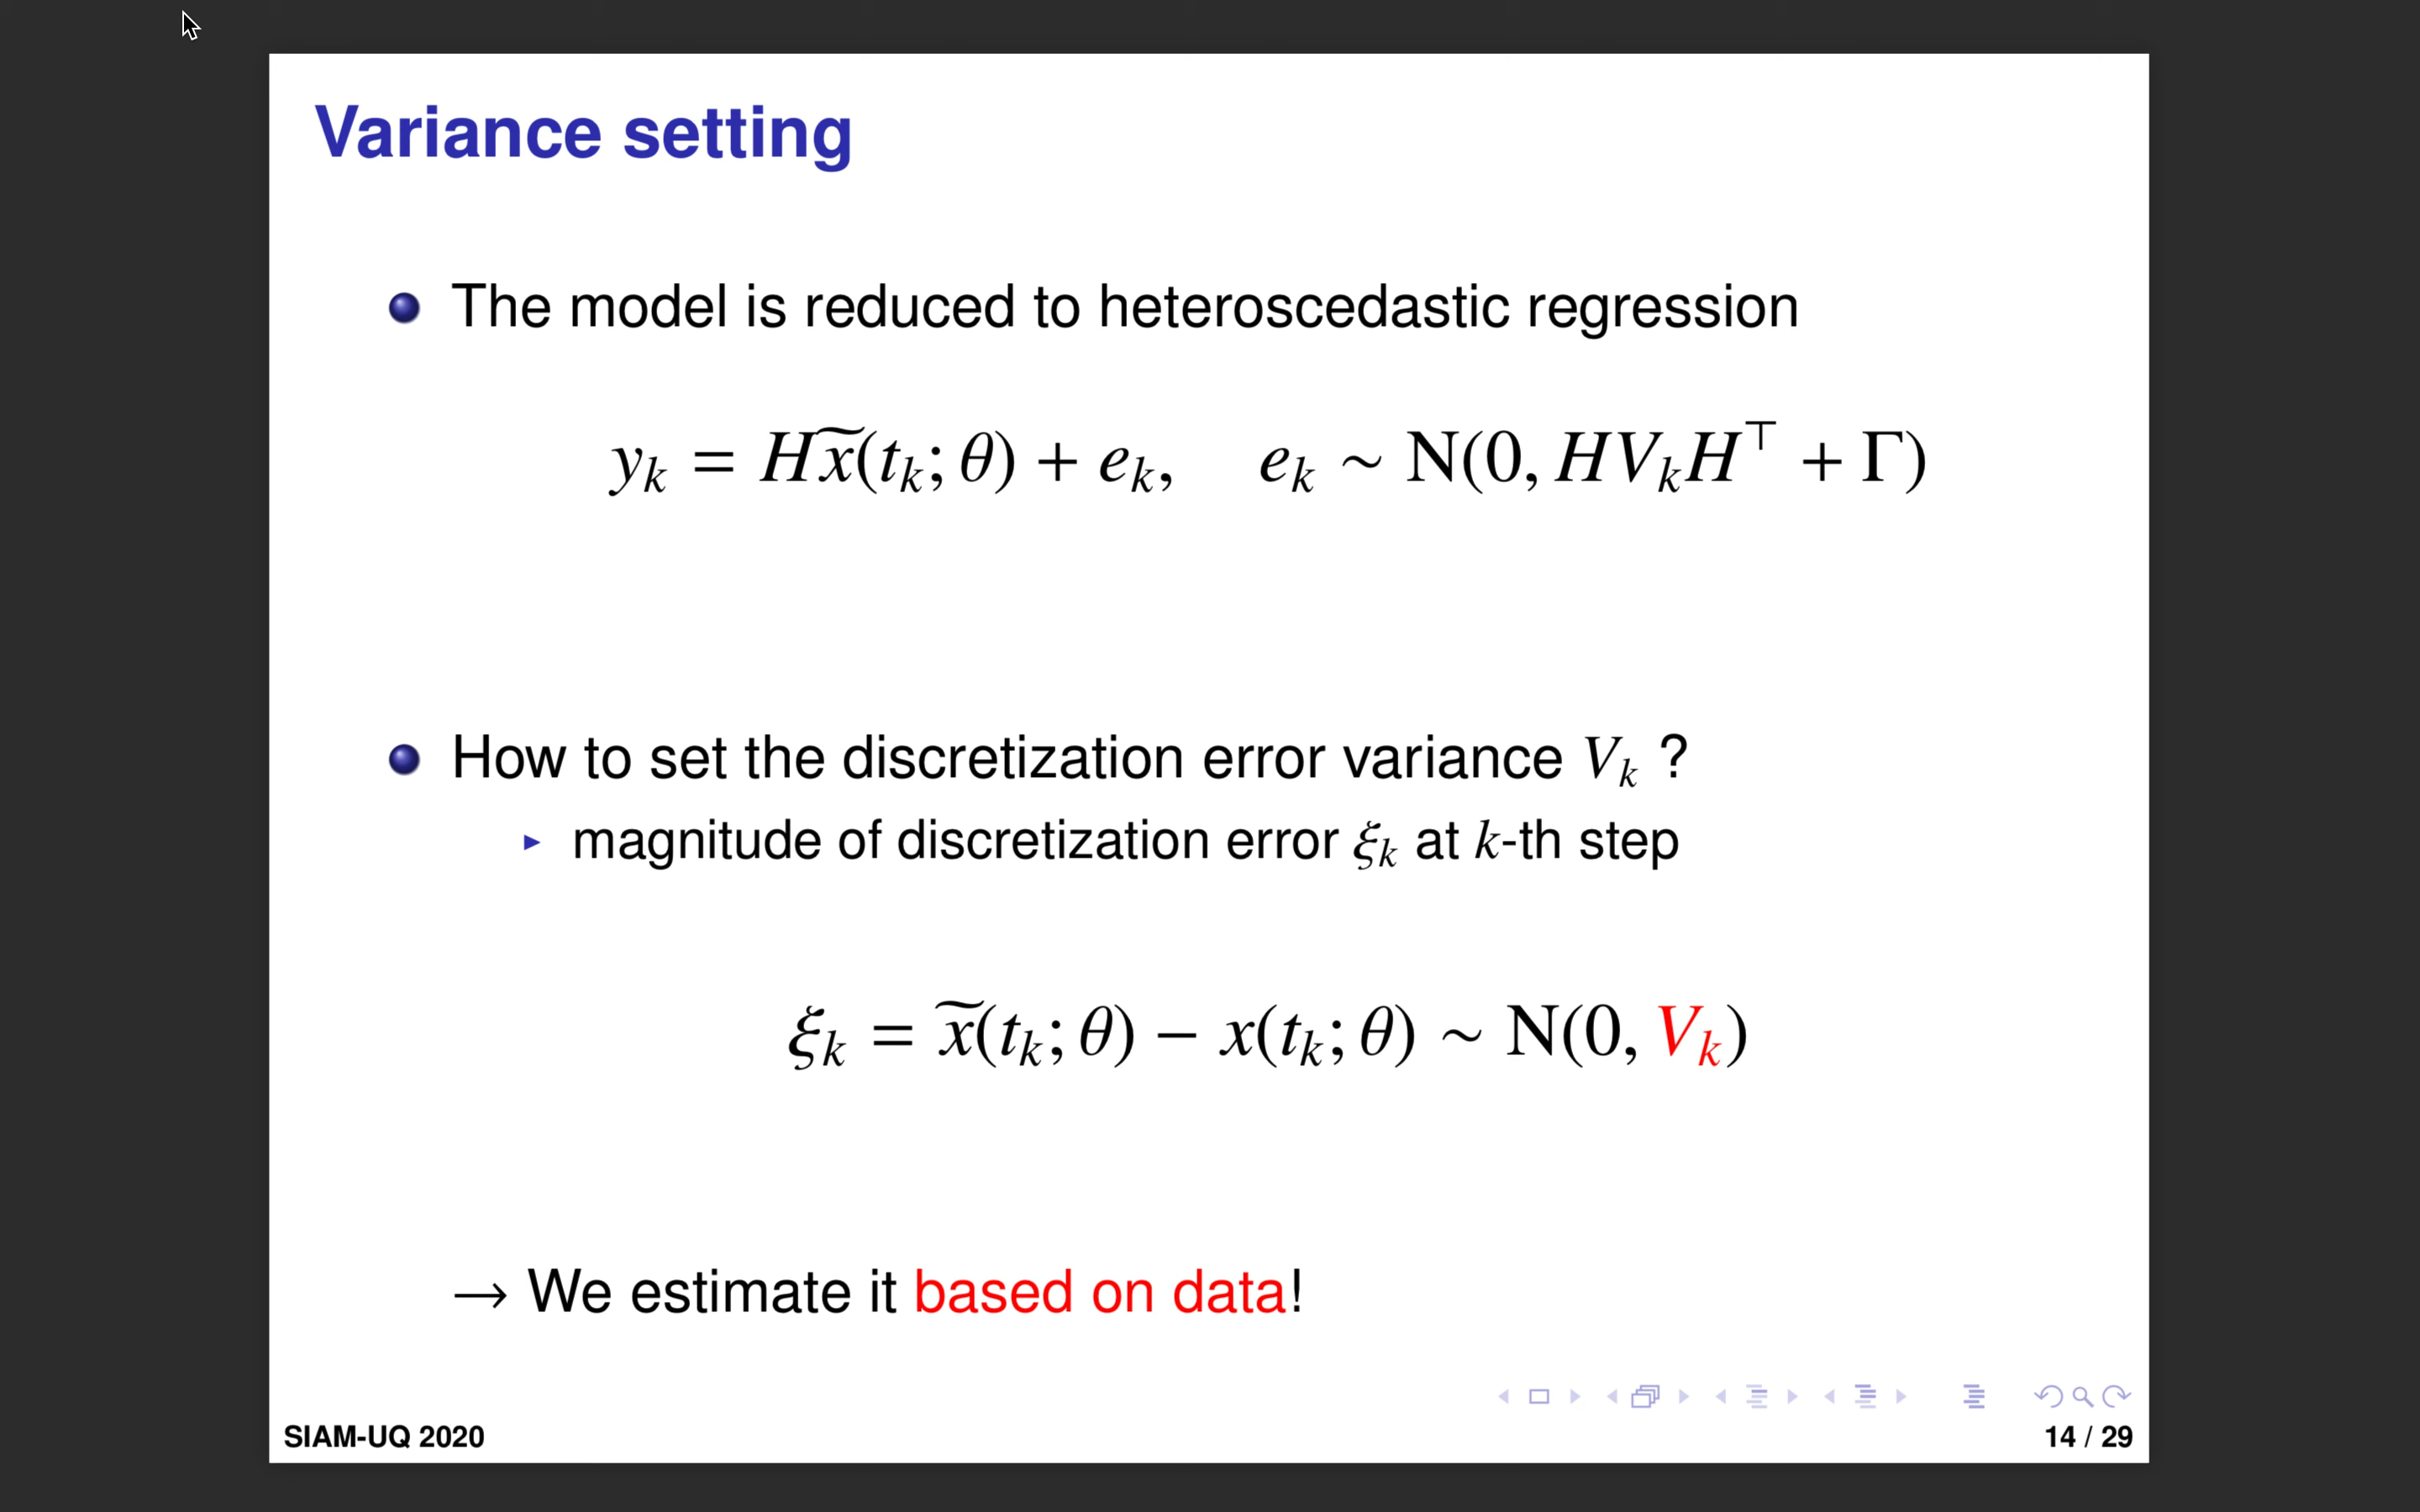 Variance setting
The model is reduced to heteroscedastic regression
y_k = Hx̃(t_k; θ) + e_k,   e_k ∼ N(0, HV_kH^⊤ + Γ)
How to set the discretization error variance V_k ?
magnitude of discretization error ξ_k at k-th step
ξ_k = x̃(t_k; θ) − x(t_k; θ) ∼ N(0, V_k)
→ We estimate it based on data!
SIAM-UQ 2020
14 / 29